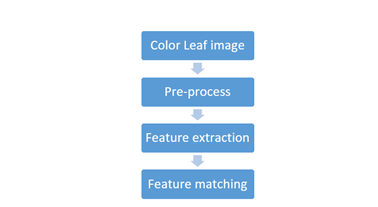 Color Leaf image
Pre-process
Feature extraction
Feature matching